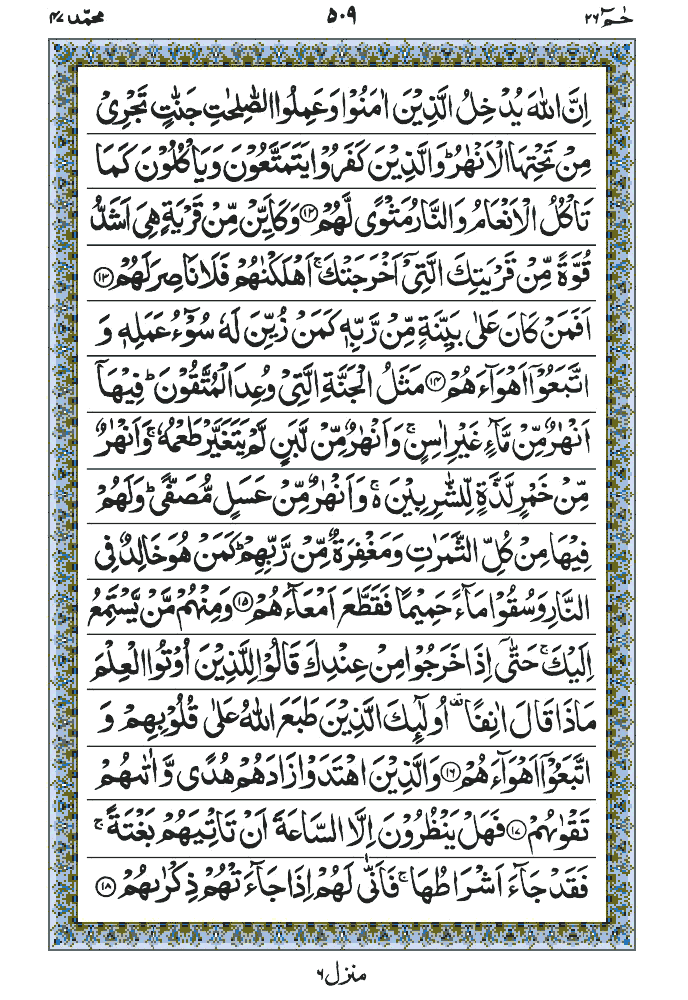 حٰمٓ ٢٦
٥٠٩
محمّد ٤٧
اِنَّ اللّٰهَ يُدْخِلُ الَّذِيْنَ اٰمَنُوْا وَعَمِلُوا الصّٰلِحٰتِ جَنّٰتٍ تَجْرِيْ
مِنْ تَحْتِهَا الْاَنْهٰرُ ؕ وَالَّذِيْنَ كَفَرُوْا يَتَمَتَّعُوْنَ وَيَاْكُلُوْنَ كَمَا
تَاْكُلُ الْاَنْعَامُ وَالنَّارُ مَثْوًى لَّهُمْ ﴿١٢﴾ وَكَاَيِّنْ مِّنْ قَرْيَةٍ هِيَ اَشَدُّ
قُوَّةً مِّنْ قَرْيَتِكَ الَّتِيْٓ اَخْرَجَتْكَ ۚ اَهْلَكْنٰهُمْ فَلَا نَاصِرَ لَهُمْ ﴿١٣﴾
اَفَمَنْ كَانَ عَلٰى بَيِّنَةٍ مِّنْ رَّبِّهٖ كَمَنْ زُيِّنَ لَهٗ سُوْٓءُ عَمَلِهٖ وَ
اتَّبَعُوْٓا اَهْوَآءَهُمْ ﴿١٤﴾ مَثَلُ الْجَنَّةِ الَّتِيْ وُعِدَ الْمُتَّقُوْنَ ؕ فِيْهَآ
اَنْهٰرٌ مِّنْ مَّآءٍ غَيْرِ اٰسِنٍ ۚ وَاَنْهٰرٌ مِّنْ لَّبَنٍ لَّمْ يَتَغَيَّرْ طَعْمُهٗ ۚ وَاَنْهٰرٌ
مِّنْ خَمْرٍ لَّذَّةٍ لِّلشّٰرِبِيْنَ ۚ وَاَنْهٰرٌ مِّنْ عَسَلٍ مُّصَفًّى ؕ وَلَهُمْ
فِيْهَا مِنْ كُلِّ الثَّمَرٰتِ وَمَغْفِرَةٌ مِّنْ رَّبِّهِمْ ؕ كَمَنْ هُوَ خَالِدٌ فِي
النَّارِ وَسُقُوْا مَآءً حَمِيْمًا فَقَطَّعَ اَمْعَآءَهُمْ ﴿١٥﴾ وَمِنْهُمْ مَّنْ يَّسْتَمِعُ
اِلَيْكَ ۚ حَتّٰٓى اِذَا خَرَجُوْا مِنْ عِنْدِكَ قَالُوْا لِلَّذِيْنَ اُوْتُوا الْعِلْمَ
مَاذَا قَالَ اٰنِفًا ۫ اُولٰٓئِكَ الَّذِيْنَ طَبَعَ اللّٰهُ عَلٰى قُلُوْبِهِمْ وَ
اتَّبَعُوْٓا اَهْوَآءَهُمْ ﴿١٦﴾ وَالَّذِيْنَ اهْتَدَوْا زَادَهُمْ هُدًى وَّاٰتٰىهُمْ
تَقْوٰىهُمْ ﴿١٧﴾ فَهَلْ يَنْظُرُوْنَ اِلَّا السَّاعَةَ اَنْ تَاْتِيَهُمْ بَغْتَةً ۚ
فَقَدْ جَآءَ اَشْرَاطُهَا ۚ فَاَنّٰى لَهُمْ اِذَا جَآءَتْهُمْ ذِكْرٰىهُمْ ﴿١٨﴾
منزل ٦